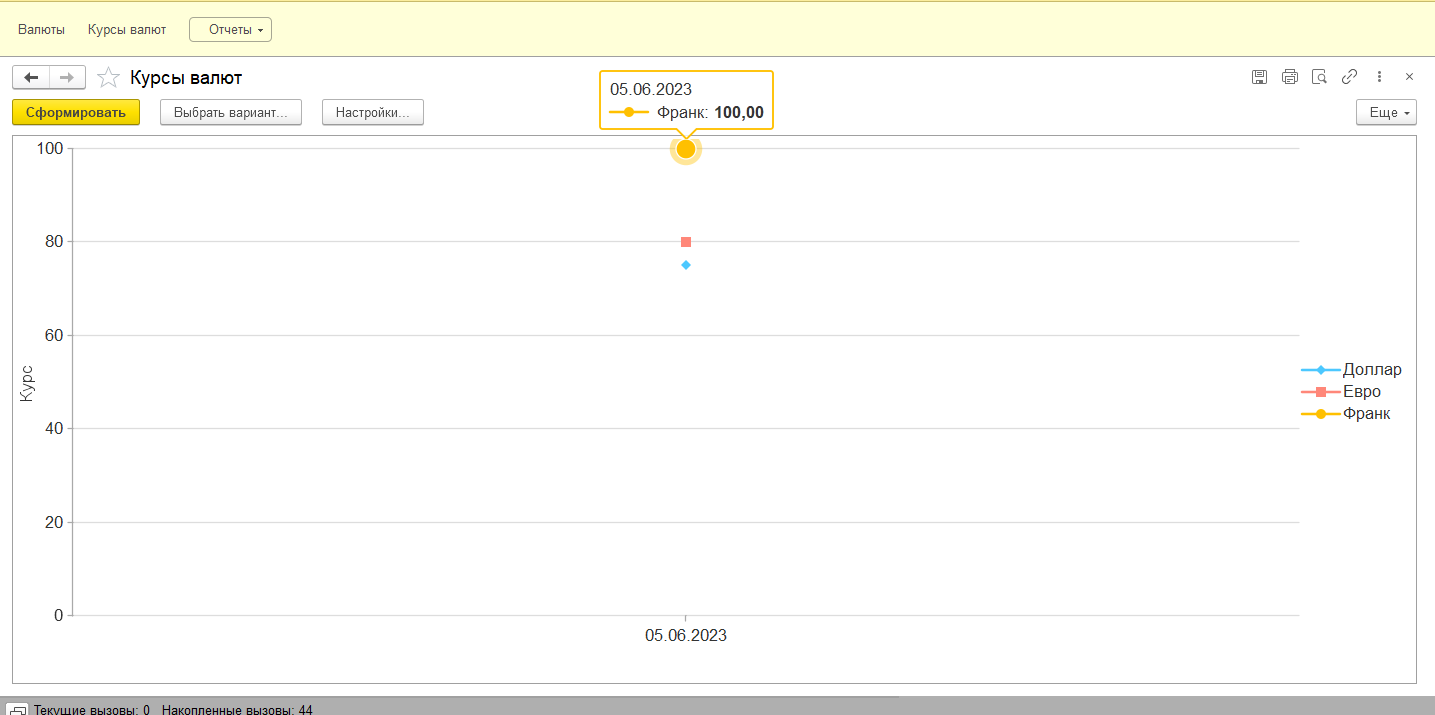 Валюты Курсы валют Отчеты
Курсы валют
Сформировать Выбрать вариант... Настройки... Еще
05.06.2023
Франк: 100,00
100
80
60
40
20
0
Курс
05.06.2023
Доллар
Евро
Франк
Текущие вызовы: 0 Накопленные вызовы: 44